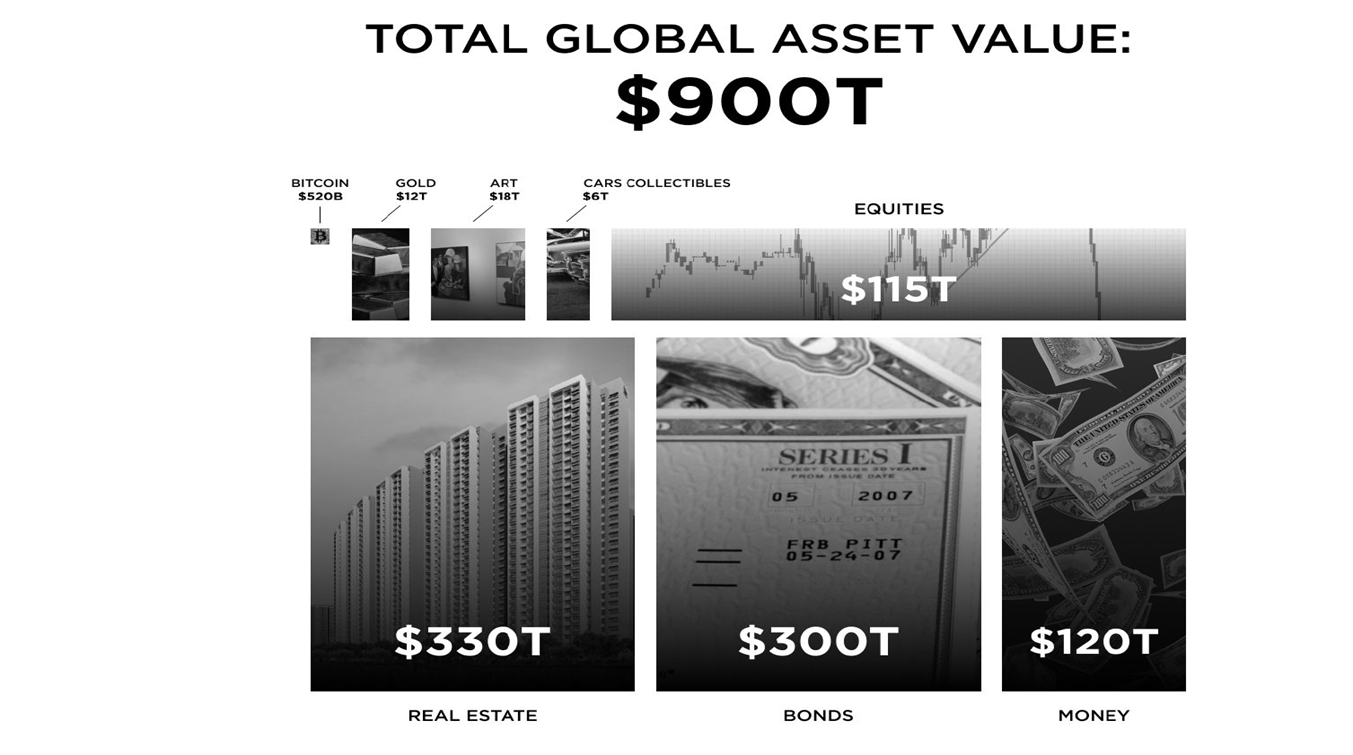 TOTAL GLOBAL ASSET VALUE:
$900T
BITCOIN
$520B
GOLD
$12T
ART
$18T
CARS COLLECTIBLES
$6T
EQUITIES
$115T
SERIES I
INTEREST CEASES 30 YEARS
FROM ISSUE DATE
05 2007
ISSUE DATE
FRB PITT
05-24-07
100
$330T
$300T
$120T
REAL ESTATE
BONDS
MONEY